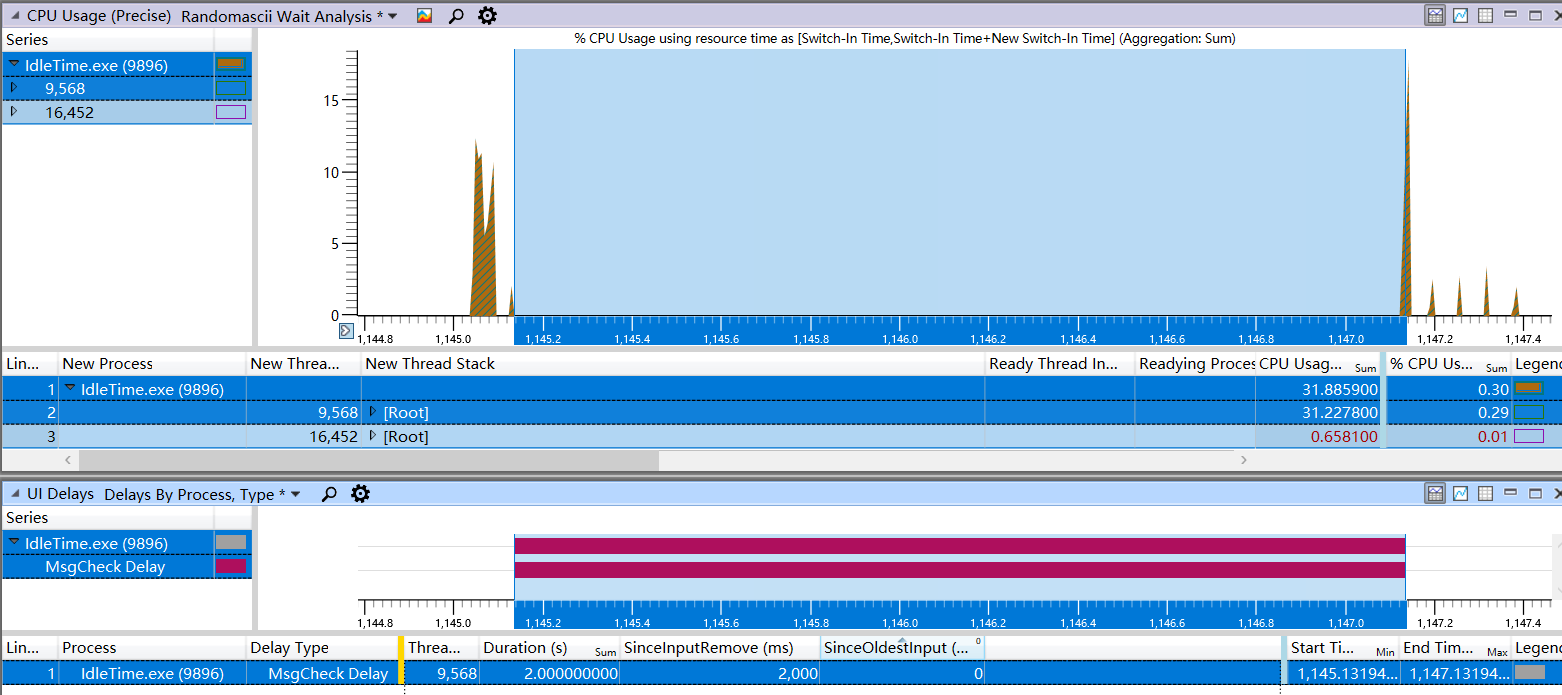 CPU Usage (Precise) Randomascii Wait Analysis *
Series
IdleTime.exe (9896)
9,568
16,452
% CPU Usage using resource time as [Switch-In Time,Switch-In Time+New Switch-In Time] (Aggregation: Sum)
15
10
5
0
1,144.8 1,145.0 1,145.2 1,145.4 1,145.6 1,145.8 1,146.0 1,146.2 1,146.4 1,146.6 1,146.8 1,147.0 1,147.2 1,147.4
Lin... New Process New Threa... New Thread Stack Ready Thread In... Readying Proces CPU Usag... Sum % CPU Us... Sum Legend
1 IdleTime.exe (9896) 31.885900 0.30
2 9,568 [Root] 31.227800 0.29
3 16,452 [Root] 0.658100 0.01
UI Delays Delays By Process, Type *
Series
IdleTime.exe (9896)
MsgCheck Delay
1,144.8 1,145.0 1,145.2 1,145.4 1,145.6 1,145.8 1,146.0 1,146.2 1,146.4 1,146.6 1,146.8 1,147.0 1,147.2 1,147.4
Lin... Process Delay Type Threa... Duration (s) Sum SinceInputRemove (ms) SinceOldestInput (... 0 Start Ti... Min End Tim... Max Legend
1 IdleTime.exe (9896) MsgCheck Delay 9,568 2.000000000 2,000 0 1,145.13194... 1,147.13194...